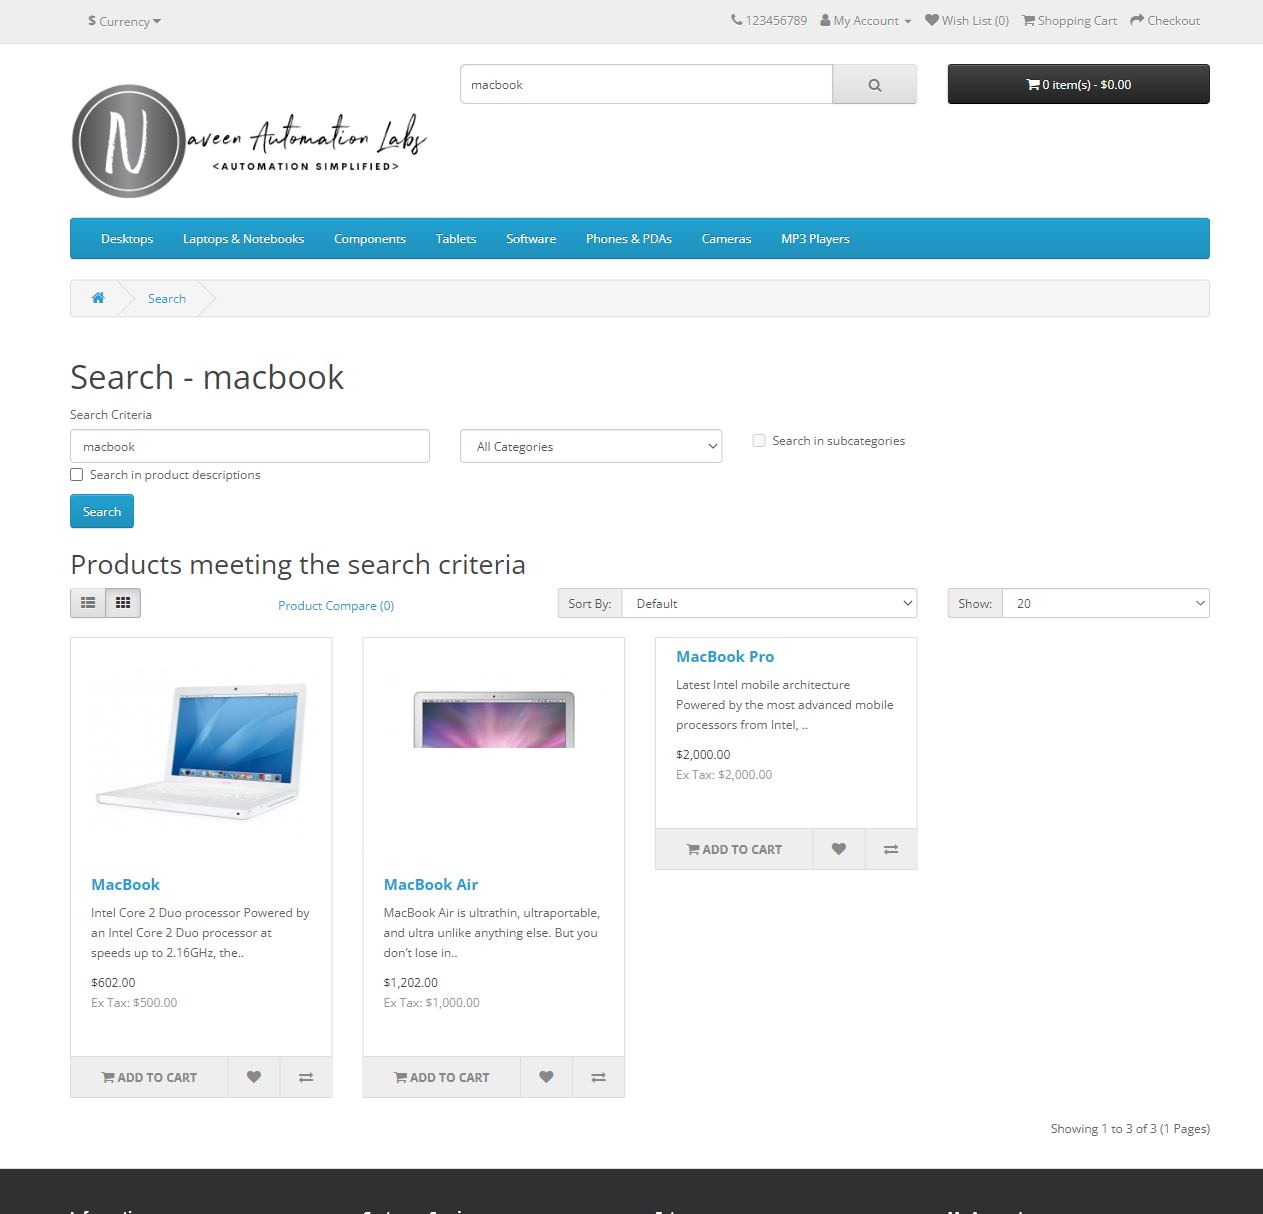 $ Currency
123456789 My Account Wish List (0) Shopping Cart Checkout
macbook
0 item(s) - $0.00
N
aveen Automation Labs
<AUTOMATION SIMPLIFIED>
Desktops Laptops & Notebooks Components Tablets Software Phones & PDAs Cameras MP3 Players
Search
Search - macbook
Search Criteria
macbook
All Categories
Search in subcategories
Search in product descriptions
Search
Products meeting the search criteria
Product Compare (0)
Sort By: Default
Show: 20
MacBook
Intel Core 2 Duo processor Powered by
an Intel Core 2 Duo processor at
speeds up to 2.16GHz, the..
$602.00
Ex Tax: $500.00
ADD TO CART
MacBook Air
MacBook Air is ultrathin, ultraportable,
and ultra unlike anything else. But you
don't lose in..
$1,202.00
Ex Tax: $1,000.00
ADD TO CART
MacBook Pro
Latest Intel mobile architecture
Powered by the most advanced mobile
processors from Intel, ..
$2,000.00
Ex Tax: $2,000.00
ADD TO CART
Showing 1 to 3 of 3 (1 Pages)